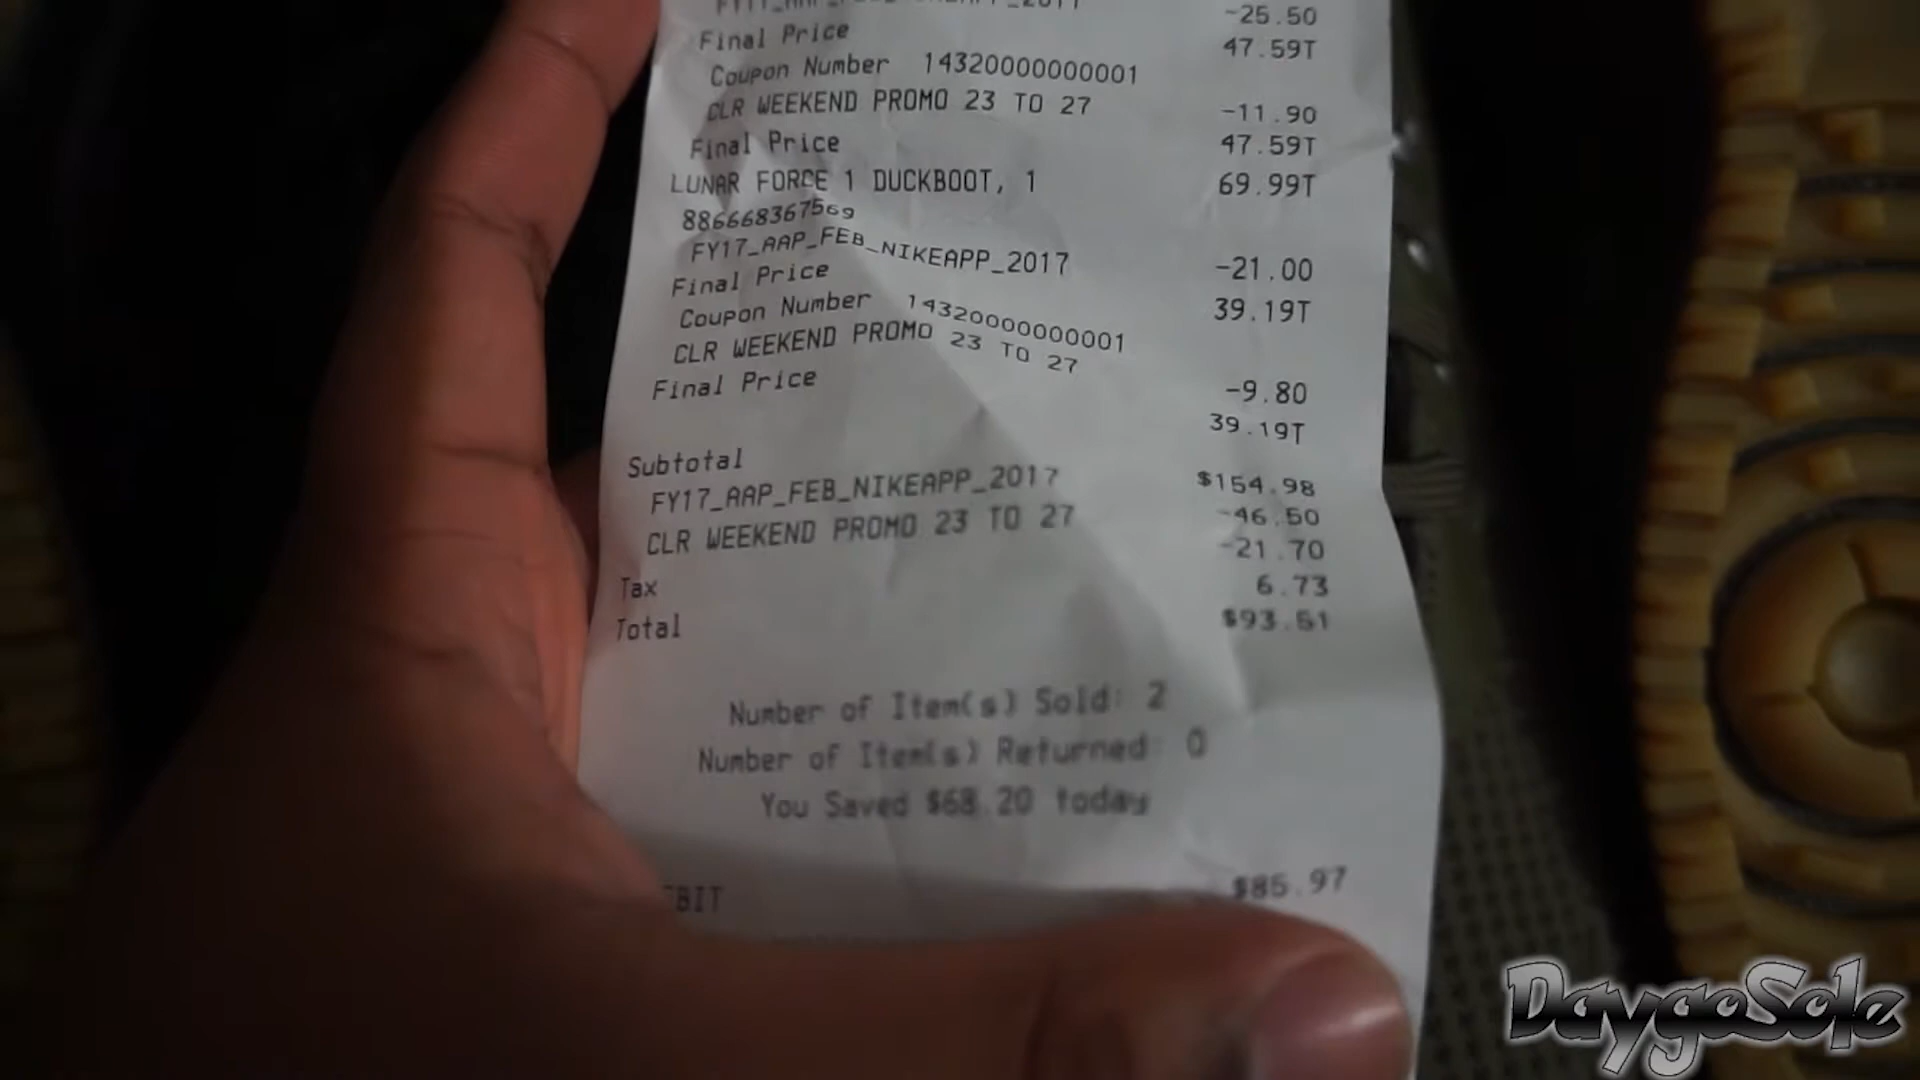 -25.50
Final Price 47.59T
Coupon Number 14320000000001
CLR WEEKEND PROMO 23 TO 27 -11.90
Final Price 47.59T
LUNAR FORCE 1 DUCKBOOT, 1 69.99T
886668367569
FY17_AAP_FEB_NIKEAPP_2017 -21.00
Final Price 39.19T
Coupon Number 14320000000001
CLR WEEKEND PROMO 23 TO 27 -9.80
Final Price 39.19T
Subtotal $154.98
FY17_AAP_FEB_NIKEAPP_2017 -46.50
CLR WEEKEND PROMO 23 TO 27 -21.70
Tax 6.73
Total $93.51
Number of Item(s) Sold: 2
Number of Item(s) Returned: 0
You Saved $68.20 today
EBIT $85.97
DaygoSole